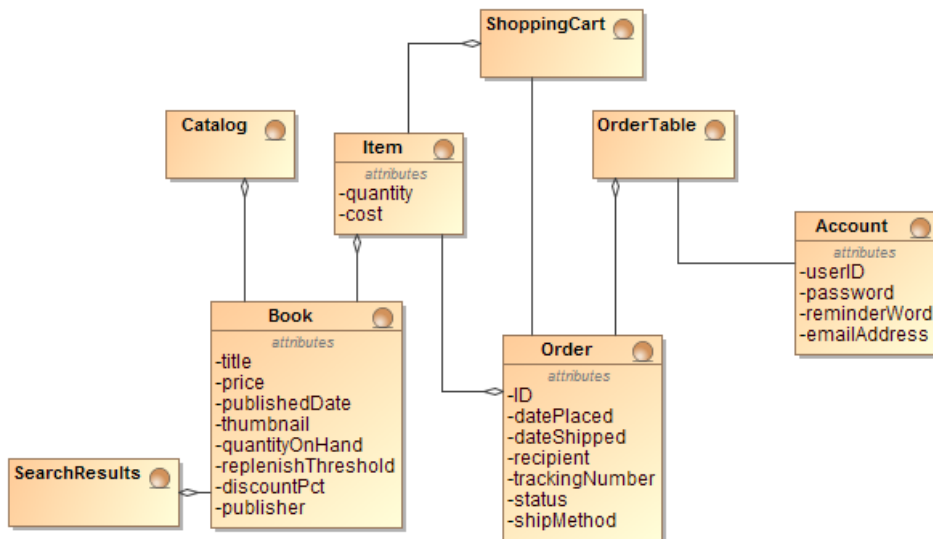 ShoppingCart
Catalog
Item
attributes
-quantity
-cost
OrderTable
Account
attributes
-userID
-password
-reminderWord
-emailAddress
Book
attributes
-title
-price
-publishedDate
-thumbnail
-quantityOnHand
-replenishThreshold
-discountPct
-publisher
Order
attributes
-ID
-datePlaced
-dateShipped
-recipient
-trackingNumber
-status
-shipMethod
SearchResults